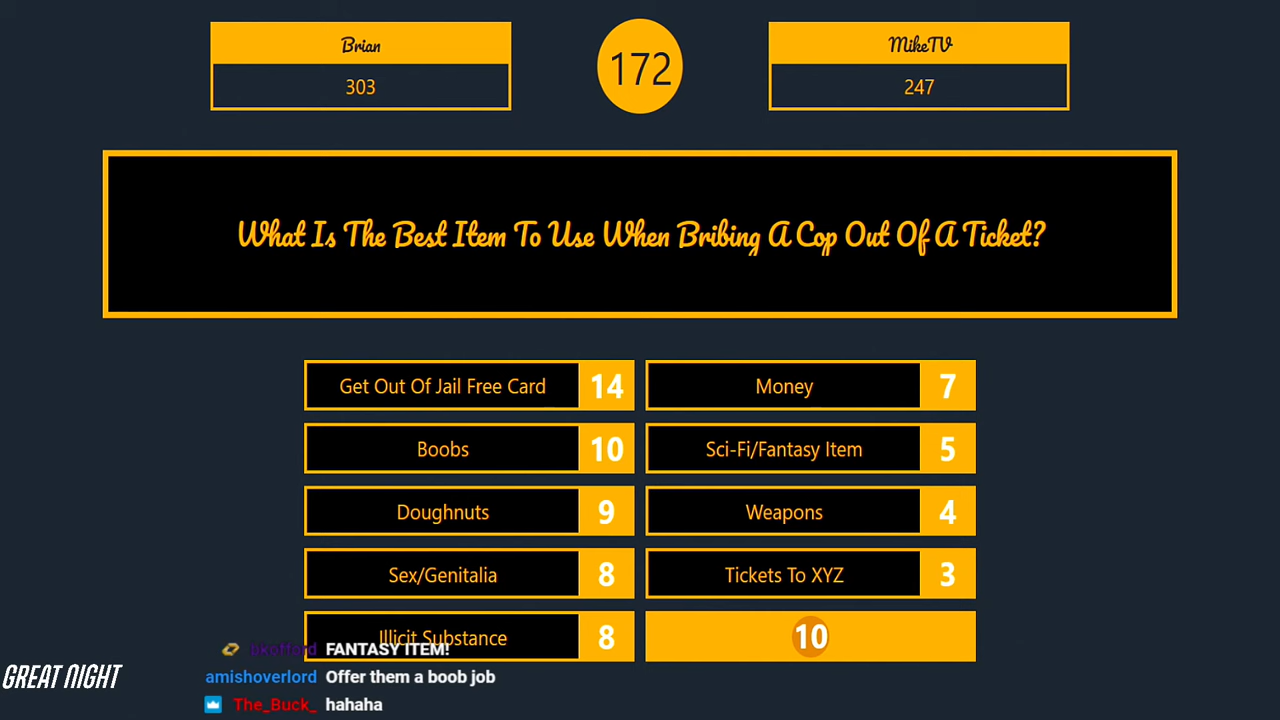 Brian
303
172
MikeTV
247
What Is The Best Item To Use When Bribing A Cop Out Of A Ticket?
Get Out Of Jail Free Card 14
Money 7
Boobs 10
Sci-Fi/Fantasy Item 5
Doughnuts 9
Weapons 4
Sex/Genitalia 8
Tickets To XYZ 3
Illicit Substance 8
10
bkofford FANTASY ITEM!
amishoverlord Offer them a boob job
The_Buck_ hahaha
GREAT NIGHT